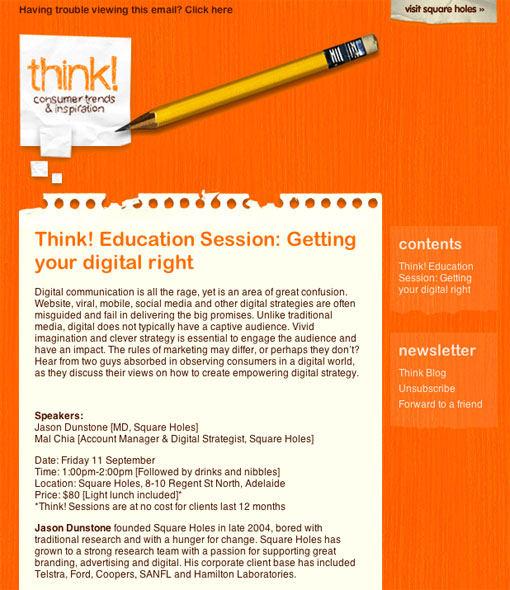 Having trouble viewing this email? Click here
visit square holes »
think!
consumer trends
& inspiration
Think! Education Session: Getting
your digital right
Digital communication is all the rage, yet is an area of great confusion.
Website, viral, mobile, social media and other digital strategies are often
misguided and fail in delivering the big promises. Unlike traditional
media, digital does not typically have a captive audience. Vivid
imagination and clever strategy is essential to engage the audience and
have an impact. The rules of marketing may differ, or perhaps they don't?
Hear from two guys absorbed in observing consumers in a digital world,
as they discuss their views on how to create empowering digital strategy.
Speakers:
Jason Dunstone [MD, Square Holes]
Mal Chia [Account Manager & Digital Strategist, Square Holes]
Date: Friday 11 September
Time: 1:00pm-2:00pm [Followed by drinks and nibbles]
Location: Square Holes, 8-10 Regent St North, Adelaide
Price: $80 [Light lunch included]*
*Think! Sessions are at no cost for clients last 12 months
Jason Dunstone founded Square Holes in late 2004, bored with
traditional research and with a hunger for change. Square Holes has
grown to a strong research team with a passion for supporting great
branding, advertising and digital. His corporate client base has included
Telstra, Ford, Coopers, SANFL and Hamilton Laboratories.
contents
Think! Education
Session: Getting
your digital right
newsletter
Think Blog
Unsubscribe
Forward to a friend